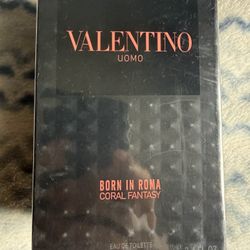 VALENTINO
UOMO
BORN IN ROMA
CORAL FANTASY
EAU DE TOILETTE